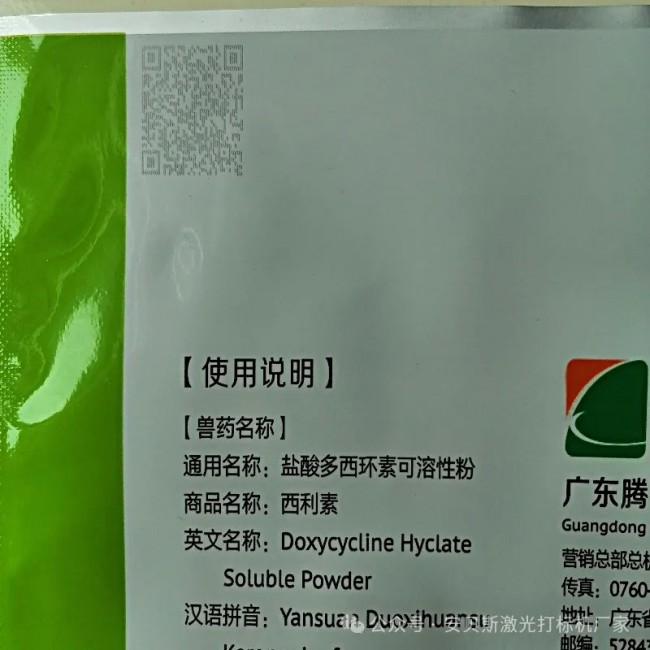 【使用说明】
【兽药名称】
通用名称：盐酸多西环素可溶性粉
商品名称：西利素
英文名称：Doxycycline Hyclate
Soluble Powder
汉语拼音：Yansuan Duoxihuansu
广东腾
Guangdong
营销总部总机
传真：0760-
地址：广东省
邮编：5284
公众号 安贝斯激光打标机厂家